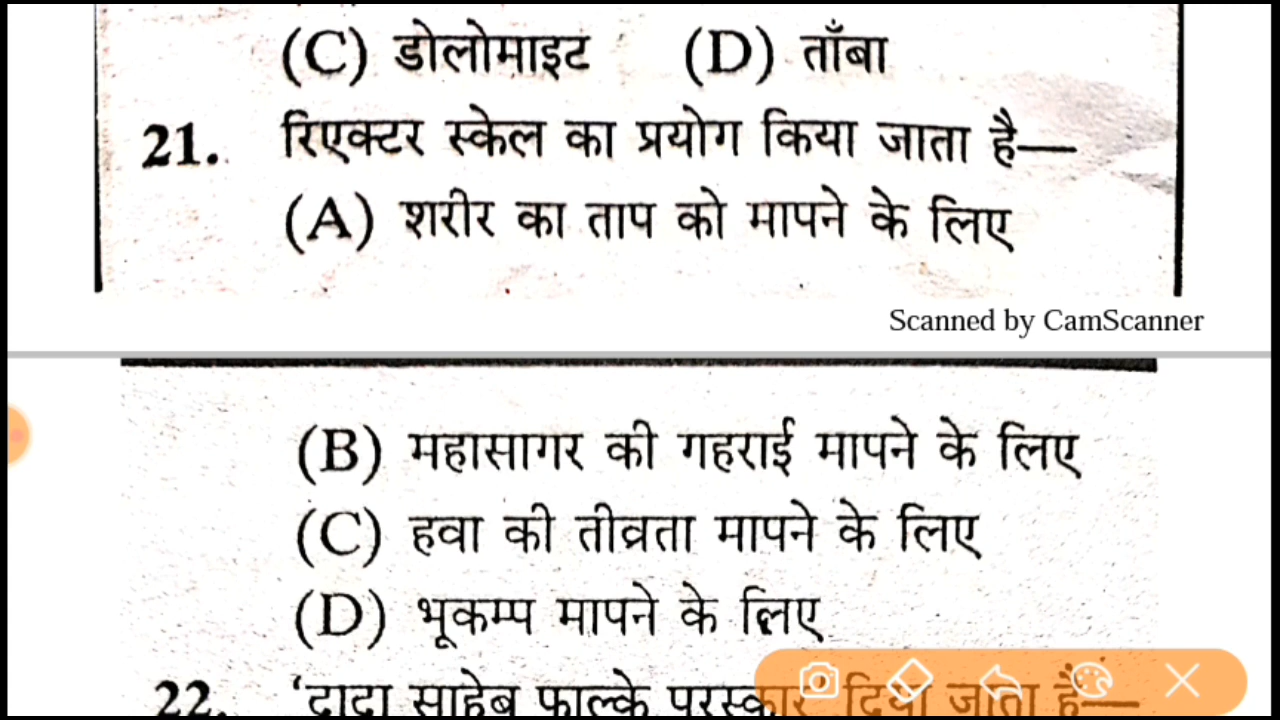 (C) डोलोमाइट (D) ताँबा
21. रिएक्टर स्केल का प्रयोग किया जाता है—
(A) शरीर का ताप को मापने के लिए
Scanned by CamScanner
(B) महासागर की गहराई मापने के लिए
(C) हवा की तीव्रता मापने के लिए
(D) भूकम्प मापने के लिए
22. ‘दादा साहेब फाल्के पुरस्कार’ दिया जाता है—